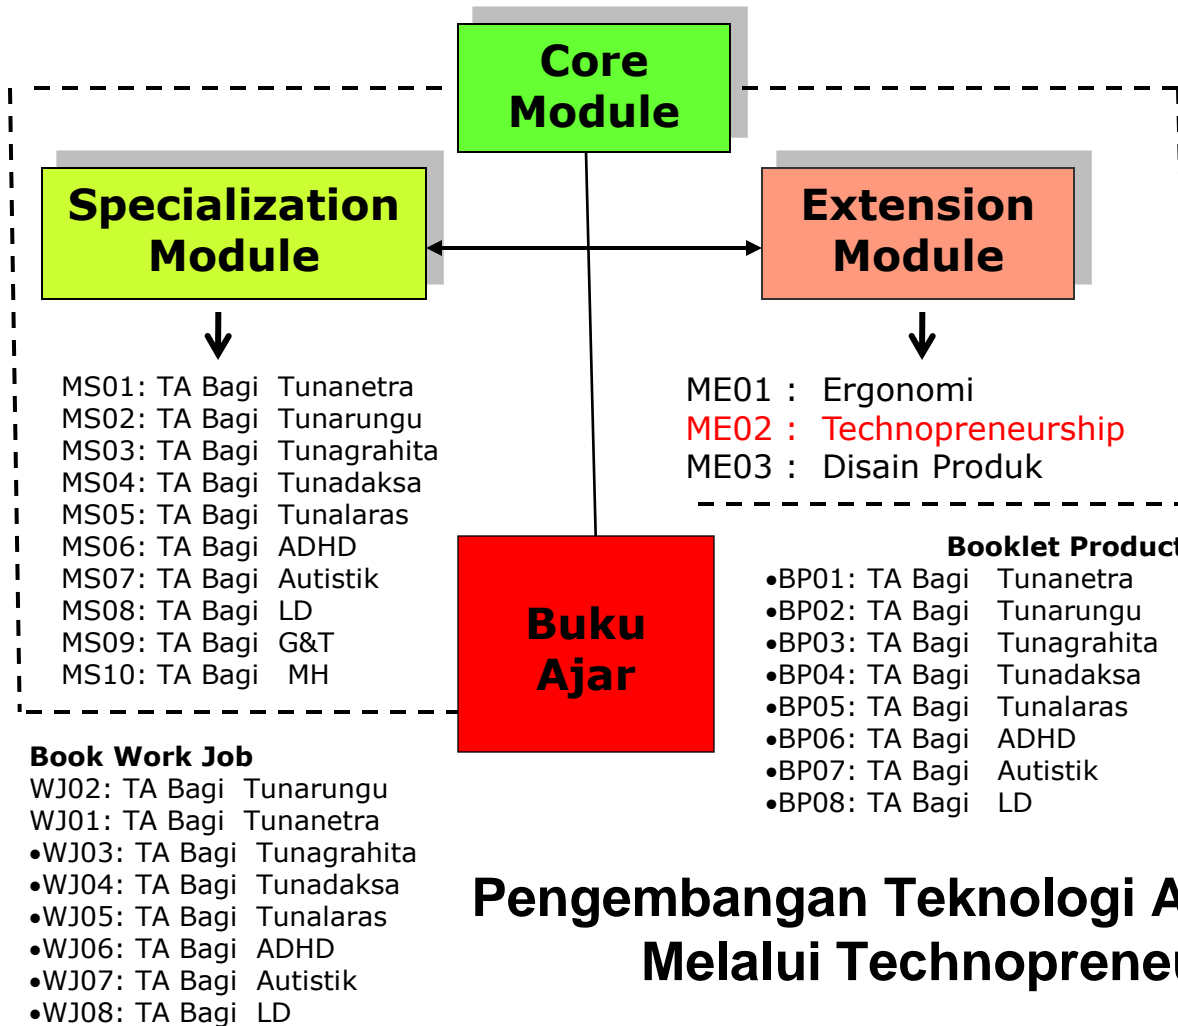 Core
Module
Specialization
Module
Extension
Module
MS01: TA Bagi Tunanetra
MS02: TA Bagi Tunarungu
MS03: TA Bagi Tunagrahita
MS04: TA Bagi Tunadaksa
MS05: TA Bagi Tunalaras
MS06: TA Bagi ADHD
MS07: TA Bagi Autistik
MS08: TA Bagi LD
MS09: TA Bagi G&T
MS10: TA Bagi MH
ME01 : Ergonomi
ME02 : Technopreneurship
ME03 : Disain Produk
Buku
Ajar
Booklet Product
•BP01: TA Bagi Tunanetra
•BP02: TA Bagi Tunarungu
•BP03: TA Bagi Tunagrahita
•BP04: TA Bagi Tunadaksa
•BP05: TA Bagi Tunalaras
•BP06: TA Bagi ADHD
•BP07: TA Bagi Autistik
•BP08: TA Bagi LD
Book Work Job
WJ02: TA Bagi Tunarungu
WJ01: TA Bagi Tunanetra
•WJ03: TA Bagi Tunagrahita
•WJ04: TA Bagi Tunadaksa
•WJ05: TA Bagi Tunalaras
•WJ06: TA Bagi ADHD
•WJ07: TA Bagi Autistik
•WJ08: TA Bagi LD
Pengembangan Teknologi
Melalui